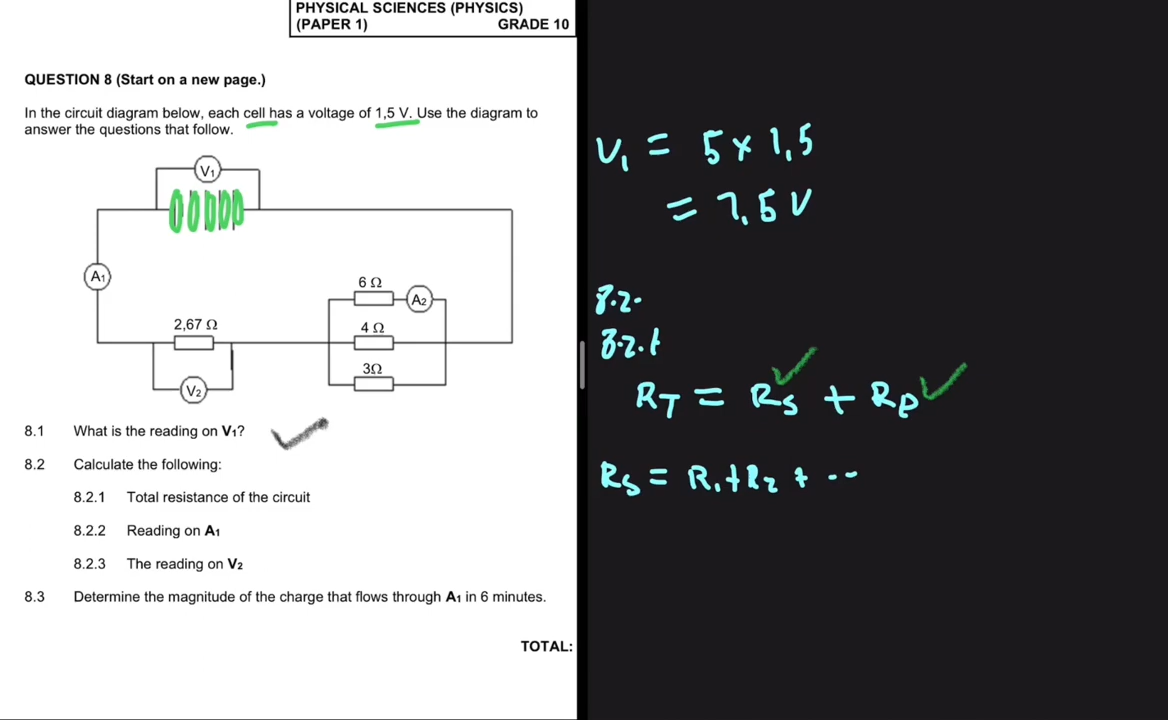 PHYSICAL SCIENCES (PHYSICS)
(PAPER 1) GRADE 10
QUESTION 8 (Start on a new page.)
In the circuit diagram below, each cell has a voltage of 1,5 V. Use the diagram to
answer the questions that follow.
V1
A1
6 Ω
A2
2,67 Ω
4 Ω
3Ω
V2
8.1 What is the reading on V1?
8.2 Calculate the following:
8.2.1 Total resistance of the circuit
8.2.2 Reading on A1
8.2.3 The reading on V2
8.3 Determine the magnitude of the charge that flows through A1 in 6 minutes.
TOTAL:
V1 = 5 × 1,5
= 7,5 V
8.2.
8.2.1
RT = RS + RP
RS = R1 + R2 + ...